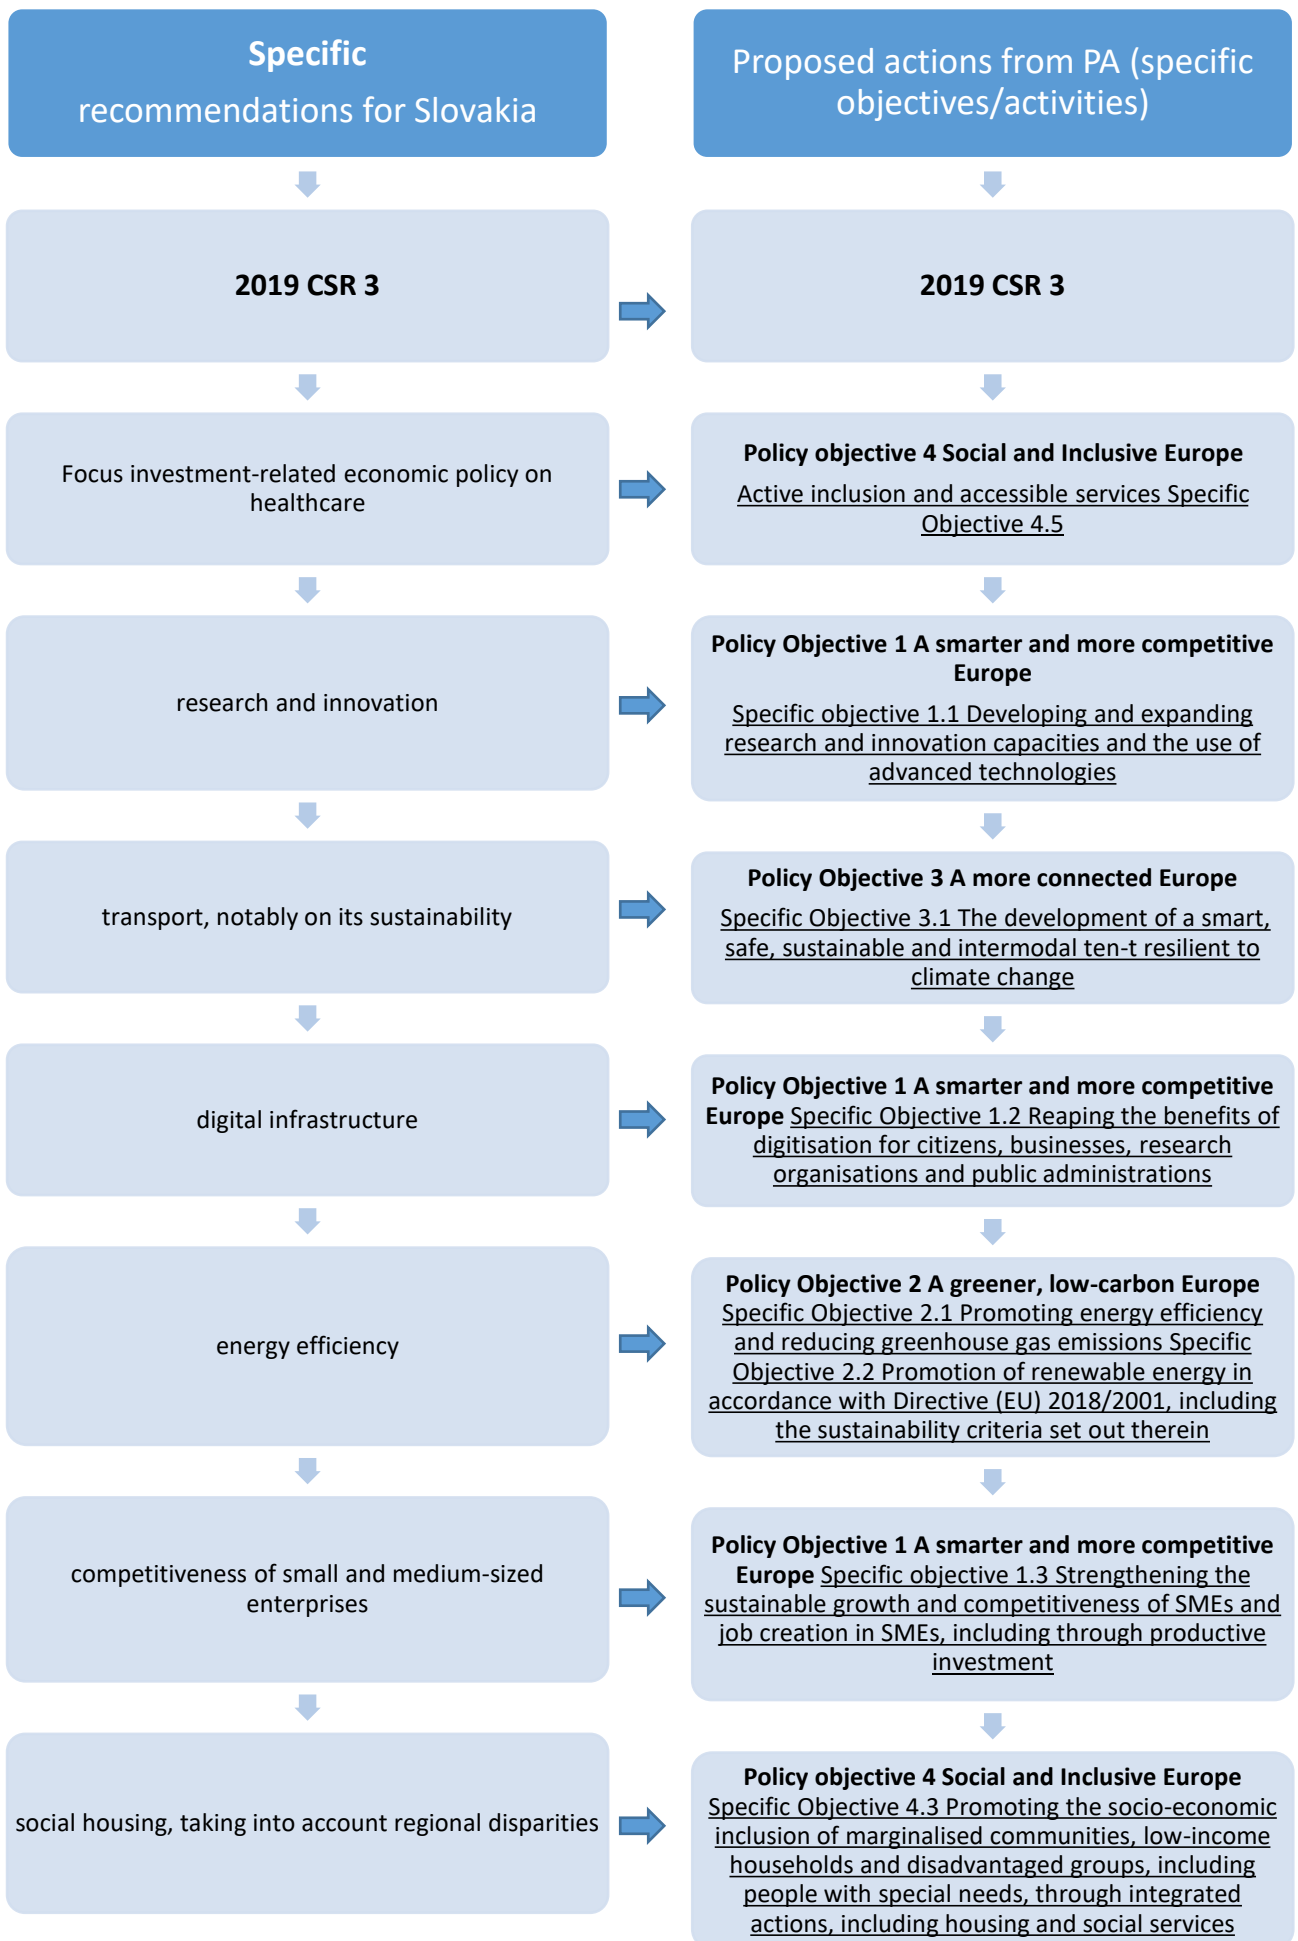 Specific
recommendations for Slovakia
Proposed actions from PA (specific
objectives/activities)
2019 CSR 3
2019 CSR 3
Focus investment-related economic policy on
healthcare
Policy objective 4 Social and Inclusive Europe
Active inclusion and accessible services Specific
Objective 4.5
research and innovation
Policy Objective 1 A smarter and more competitive
Europe
Specific objective 1.1 Developing and expanding
research and innovation capacities and the use of
advanced technologies
transport, notably on its sustainability
Policy Objective 3 A more connected Europe
Specific Objective 3.1 The development of a smart,
safe, sustainable and intermodal ten-t resilient to
climate change
digital infrastructure
Policy Objective 1 A smarter and more competitive
Europe Specific Objective 1.2 Reaping the benefits of
digitisation for citizens, businesses, research
organisations and public administrations
energy efficiency
Policy Objective 2 A greener, low-carbon Europe
Specific Objective 2.1 Promoting energy efficiency
and reducing greenhouse gas emissions Specific
Objective 2.2 Promotion of renewable energy in
accordance with Directive (EU) 2018/2001, including
the sustainability criteria set out therein
competitiveness of small and medium-sized
enterprises
Policy Objective 1 A smarter and more competitive
Europe Specific objective 1.3 Strengthening the
sustainable growth and competitiveness of SMEs and
job creation in SMEs, including through productive
investment
social housing, taking into account regional disparities
Policy objective 4 Social and Inclusive Europe
Specific Objective 4.3 Promoting the socio-economic
inclusion of marginalised communities, low-income
households and disadvantaged groups, including
people with special needs, through integrated
actions, including housing and social services